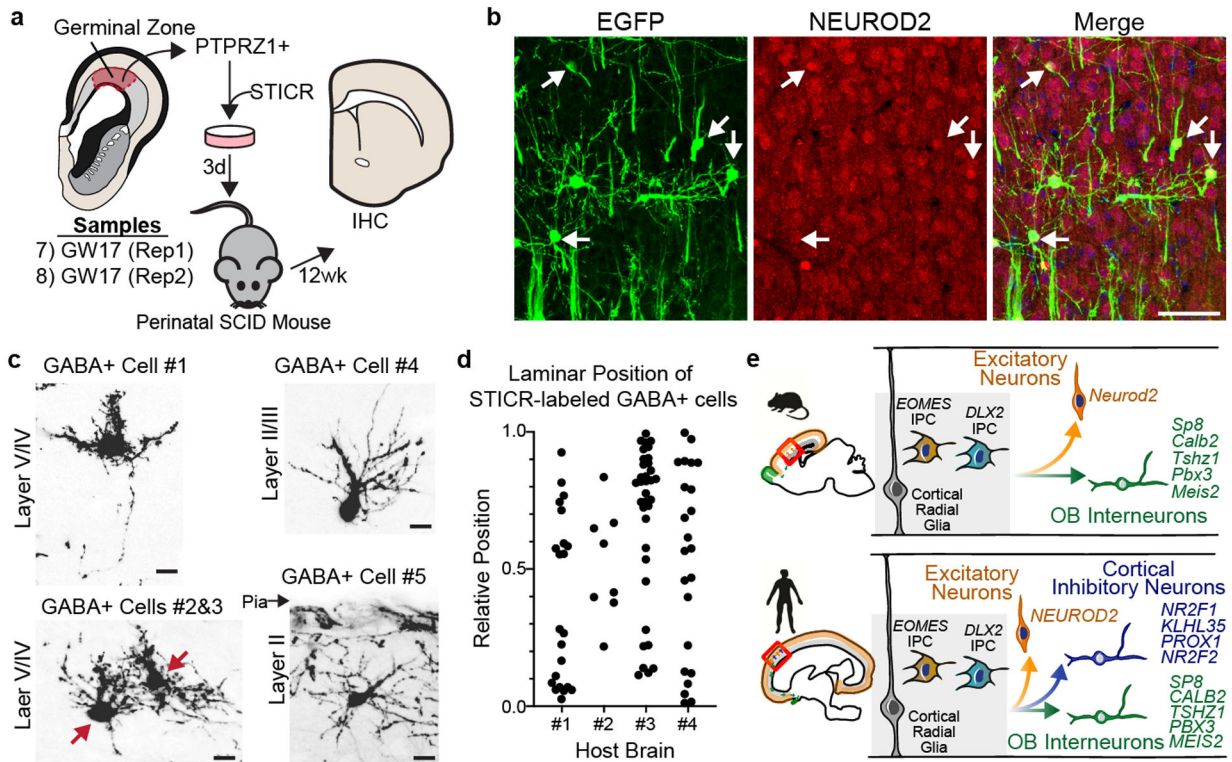 a
Germinal Zone
PTPRZ1+
STICR
3d
Samples
7) GW17 (Rep1)
8) GW17 (Rep2)
IHC
12wk
Perinatal SCID Mouse
b
EGFP
NEUROD2
Merge
c
GABA+ Cell #1
Layer V/IV
GABA+ Cell #4
Layer II/III
GABA+ Cells #2&3
Laer V/IV
GABA+ Cell #5
Pia
Layer II
d
Laminar Position of
STICR-labeled GABA+ cells
Relative Position
1.0
0.5
0.0
#1 #2 #3 #4
Host Brain
e
Excitatory
Neurons
Neurod2
EOMES
IPC
DLX2
IPC
Cortical
Radial
Glia
Sp8
Calb2
Tshz1
Pbx3
Meis2
OB Interneurons
Excitatory
Neurons
NEUROD2
Cortical
Inhibitory Neurons
NR2F1
KLHL35
PROX1
NR2F2
EOMES
IPC
DLX2
IPC
Cortical
Radial
Glia
SP8
CALB2
TSHZ1
PBX3
MEIS2
OB Interneurons